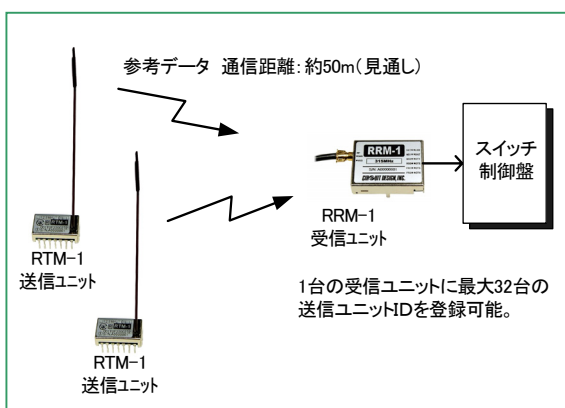 参考データ 通信距離:約50m(見通し)
RRM-1
315MHz
RRM-1
受信ユニット
スイッチ
制御盤
RTM-1
RTM-1
送信ユニット
1台の受信ユニットに最大32台の
送信ユニットIDを登録可能。
RTM-1
RTM-1
送信ユニット